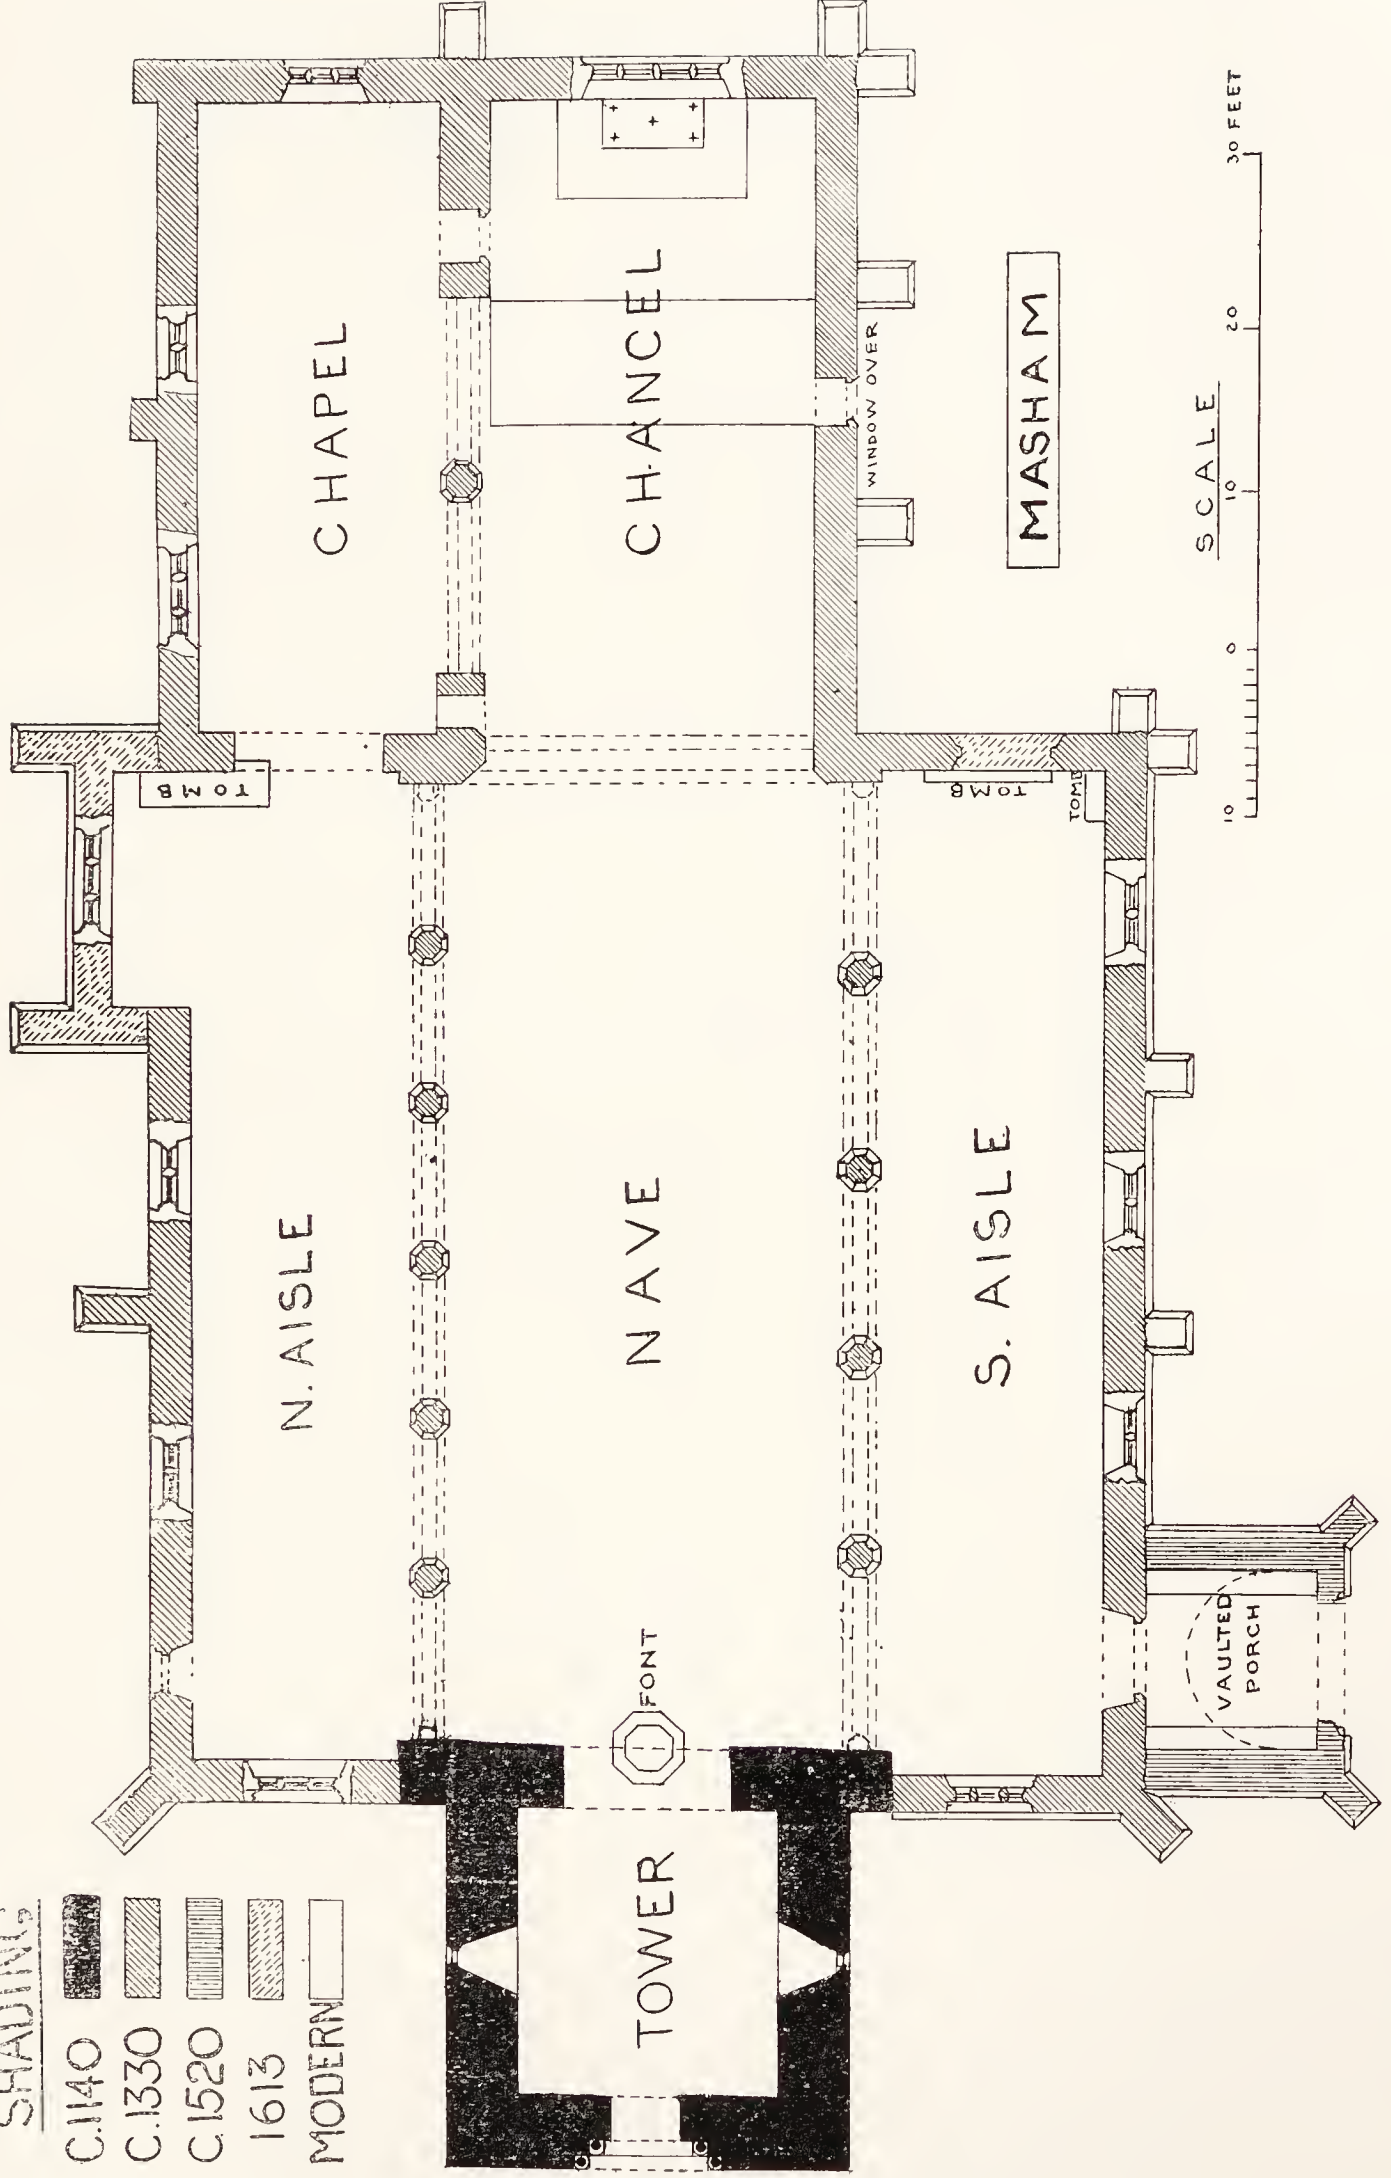 SHADING
C.1140
C.1330
C.1520
1613
MODERN
CHAPEL
CHANCEL
WINDOW OVER
MASHAM
SCALE
10 0 10 20 30 FEET
TOMB
TOMB
TOMB
N. AISLE
NAVE
S. AISLE
FONT
VAULTED
PORCH
TOWER